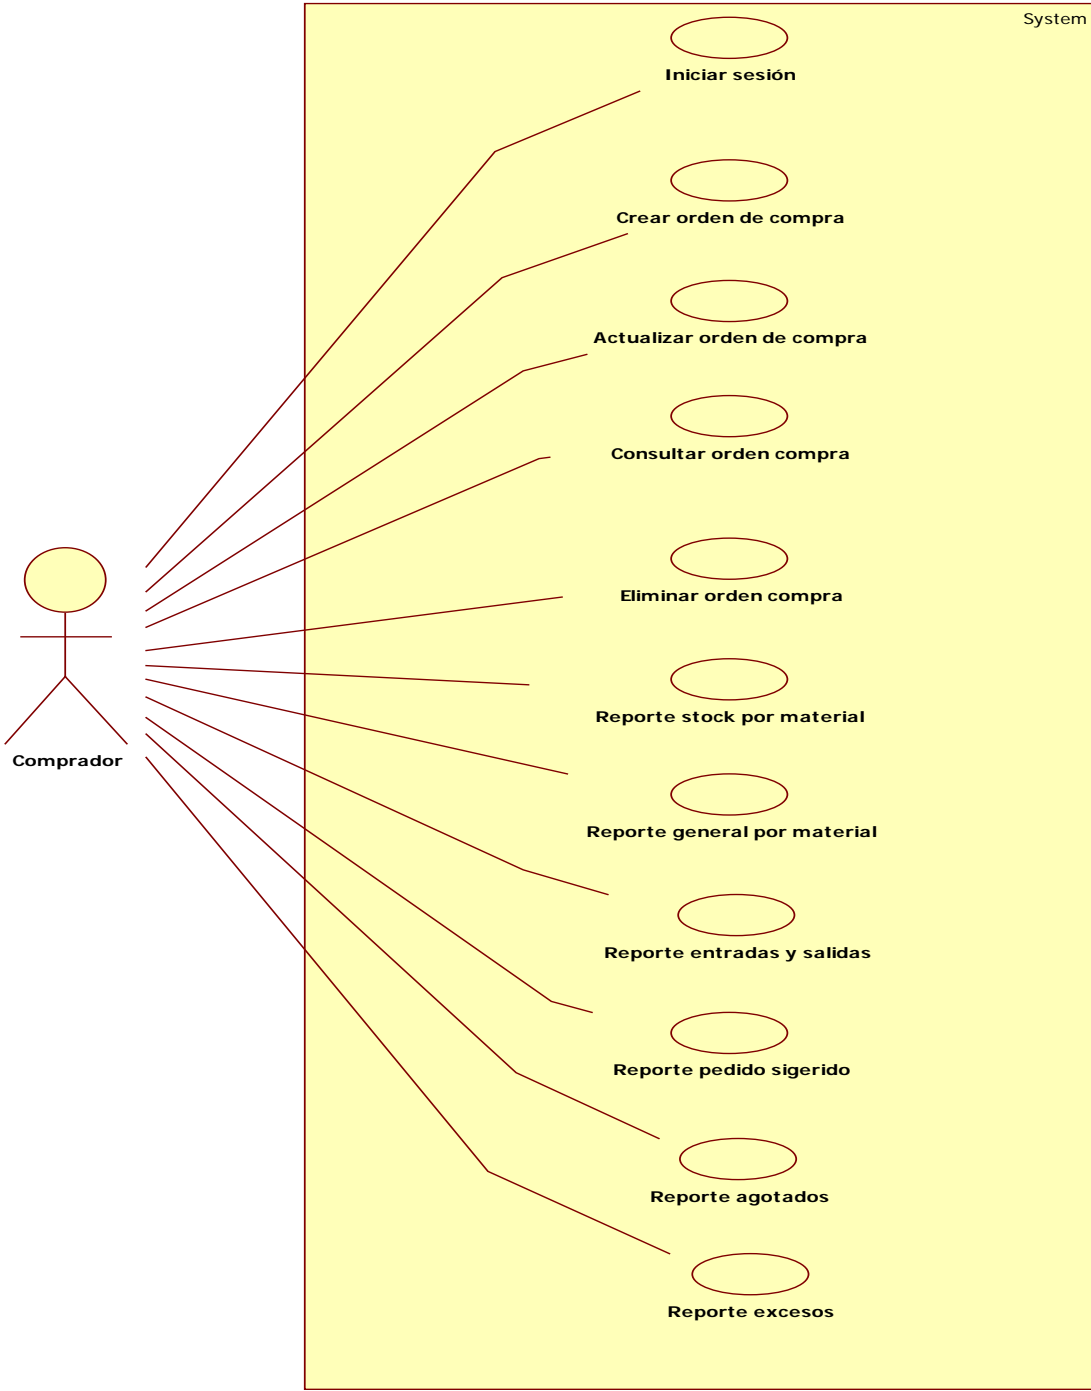 System
Iniciar sesión
Crear orden de compra
Actualizar orden de compra
Consultar orden compra
Eliminar orden compra
Reporte stock por material
Comprador
Reporte general por material
Reporte entradas y salidas
Reporte pedido sigerido
Reporte agotados
Reporte excesos